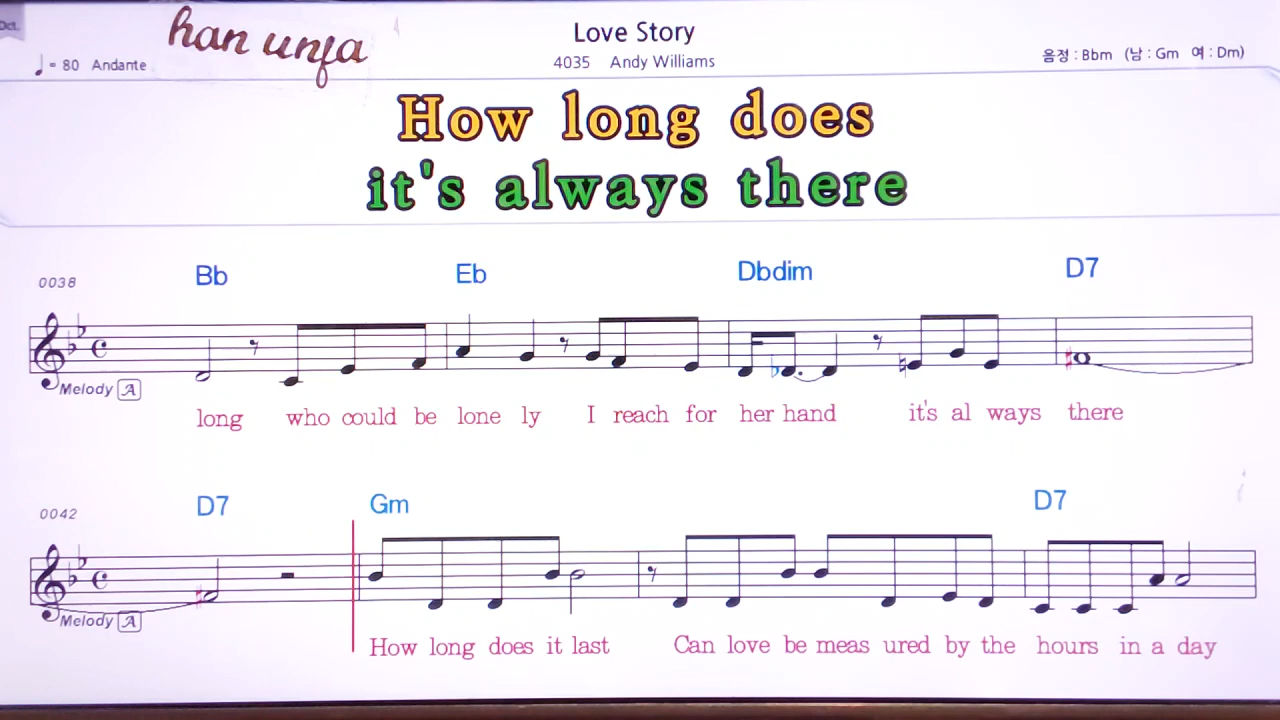 Oct.
han unfa
Love Story
♩= 80 Andante
4035 Andy Williams
음정 : Bbm (남 : Gm 여 : Dm)
How long does
it's always there
0038 Bb Eb Dbdim D7
Melody A
long who could be lone ly I reach for her hand it's al ways there
0042 D7 Gm D7
Melody A
How long does it last Can love be meas ured by the hours in a day